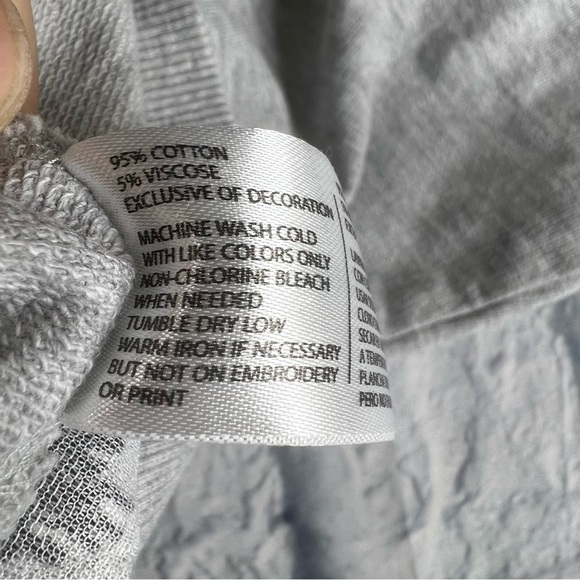 95% COTTON
5% VISCOSE
EXCLUSIVE OF DECORATION
MACHINE WASH COLD
WITH LIKE COLORS ONLY
NON-CHLORINE BLEACH
WHEN NEEDED
TUMBLE DRY LOW
WARM IRON IF NECESSARY
BUT NOT ON EMBROIDERY
OR PRINT